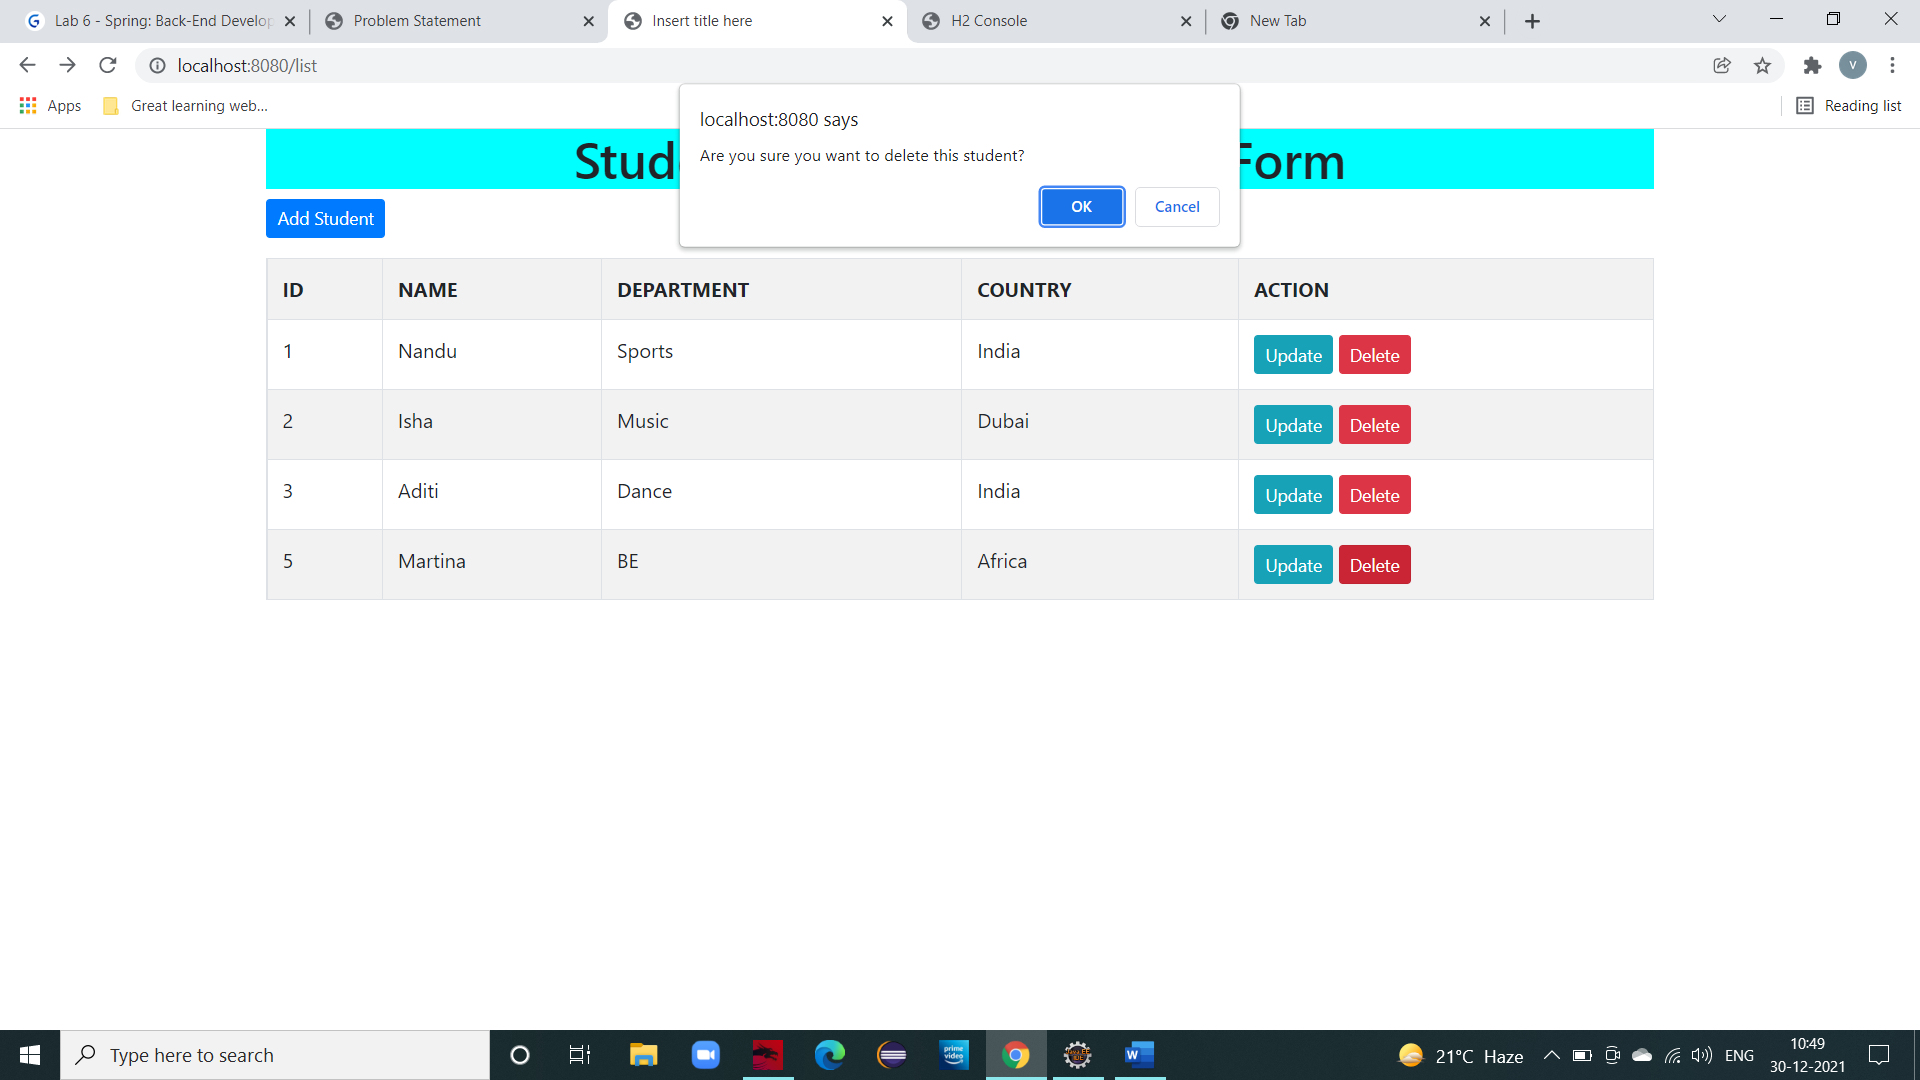 Lab 6 - Spring: Back-End Develop
Problem Statement
Insert title here
H2 Console
New Tab
localhost:8080/list
V
Apps
Great learning web...
Reading list
localhost:8080 says
Are you sure you want to delete this student?
OK
Cancel
Stud
Form
Add Student
ID NAME DEPARTMENT COUNTRY ACTION
1 Nandu Sports India Update Delete
2 Isha Music Dubai Update Delete
3 Aditi Dance India Update Delete
5 Martina BE Africa Update Delete
Type here to search
prime
video
W
21°C Haze
ENG
10:49
30-12-2021